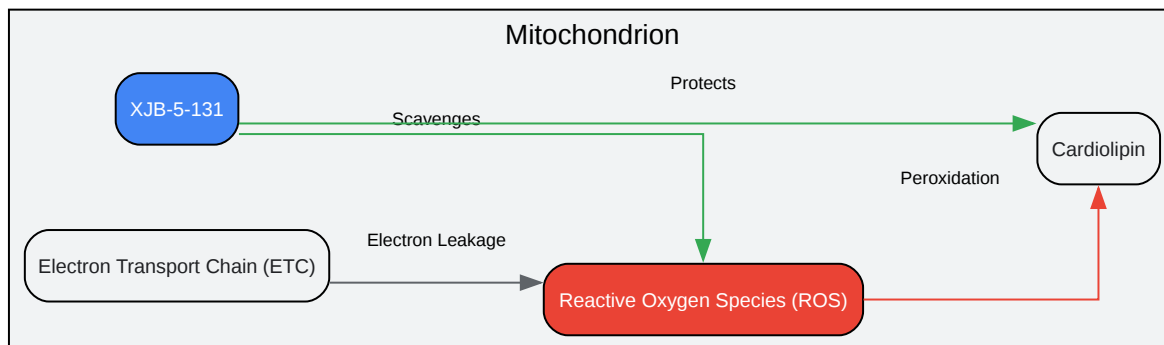 Mitochondrion
Protects
XJB-5-131
Scavenges
Cardiolipin
Peroxidation
Electron Leakage
Electron Transport Chain (ETC)
Reactive Oxygen Species (ROS)